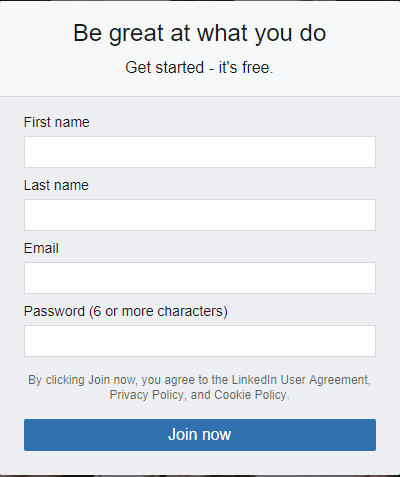 Be great at what you do
Get started - it's free.
First name
Last name
Email
Password (6 or more characters)
By clicking Join now, you agree to the LinkedIn User Agreement,
Privacy Policy, and Cookie Policy.
Join now